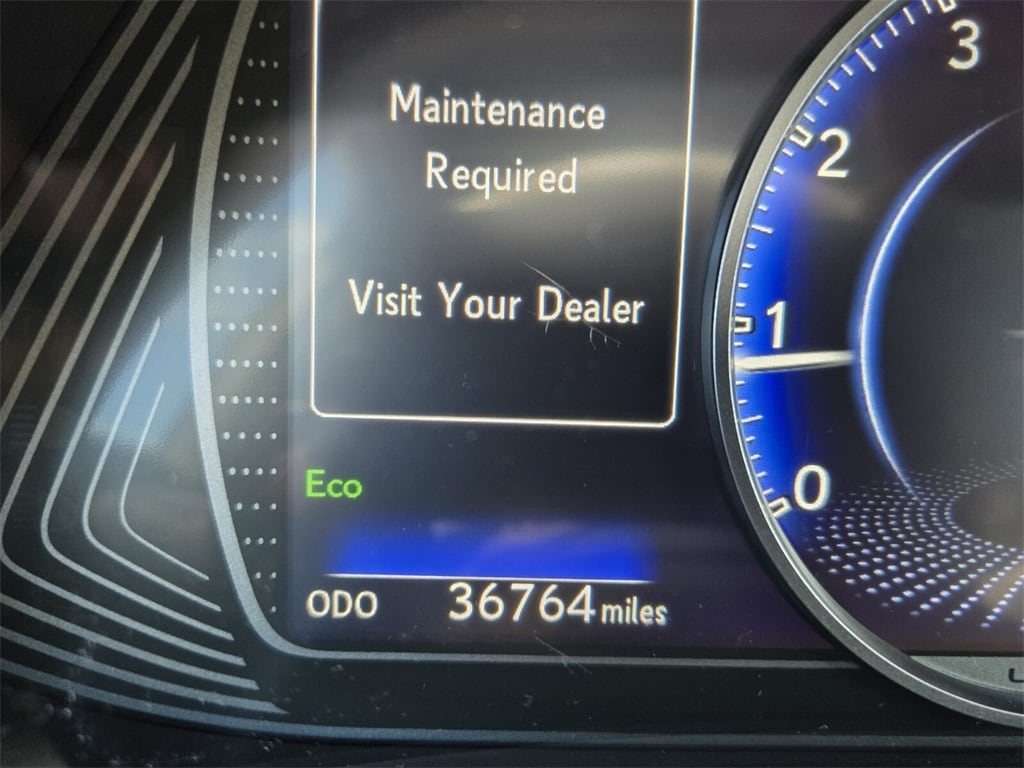 Maintenance
Required
Visit Your Dealer
Eco
ODO 36764 miles
3
2
1
0